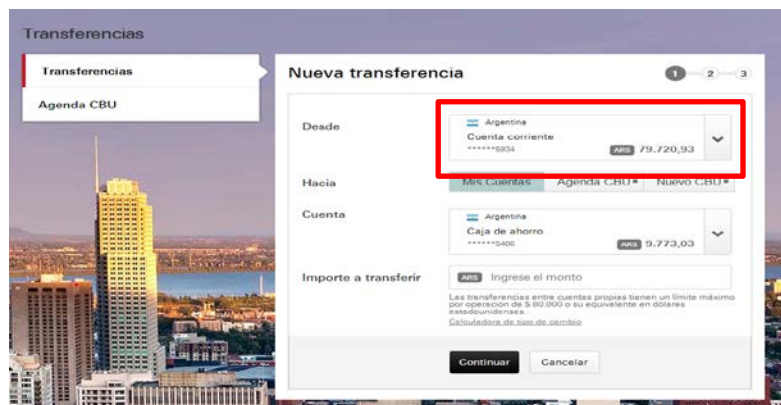 Transferencias
Transferencias
Agenda CBU
Nueva transferencia
1 2 3
Desde
Argentina
Cuenta corriente
******5934
ARS 79.720,93
Hacia
Mis Cuentas Agenda CBU Nuevo CBU
Cuenta
Argentina
Caja de ahorro
******5406
ARS 9.773,03
Importe a transferir
ARS Ingrese el monto
Las transferencias entre cuentas propias tienen un límite máximo
por operación de $ 80.000 o su equivalente en dólares
estadounidenses.
Calculadora de tipo de cambio
Continuar Cancelar